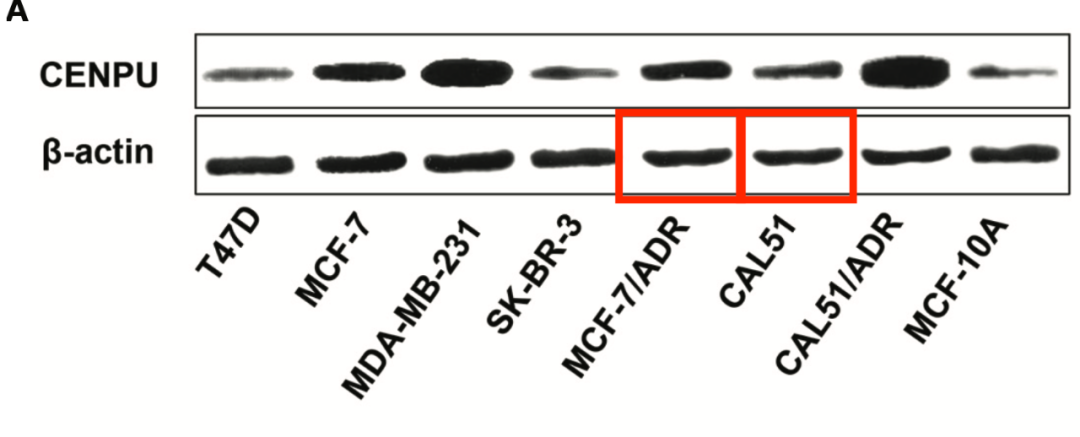 A
CENPU
β-actin
T47D
MCF-7
MDA-MB-231
SK-BR-3
MCF-7/ADR
CAL51
CAL51/ADR
MCF-10A